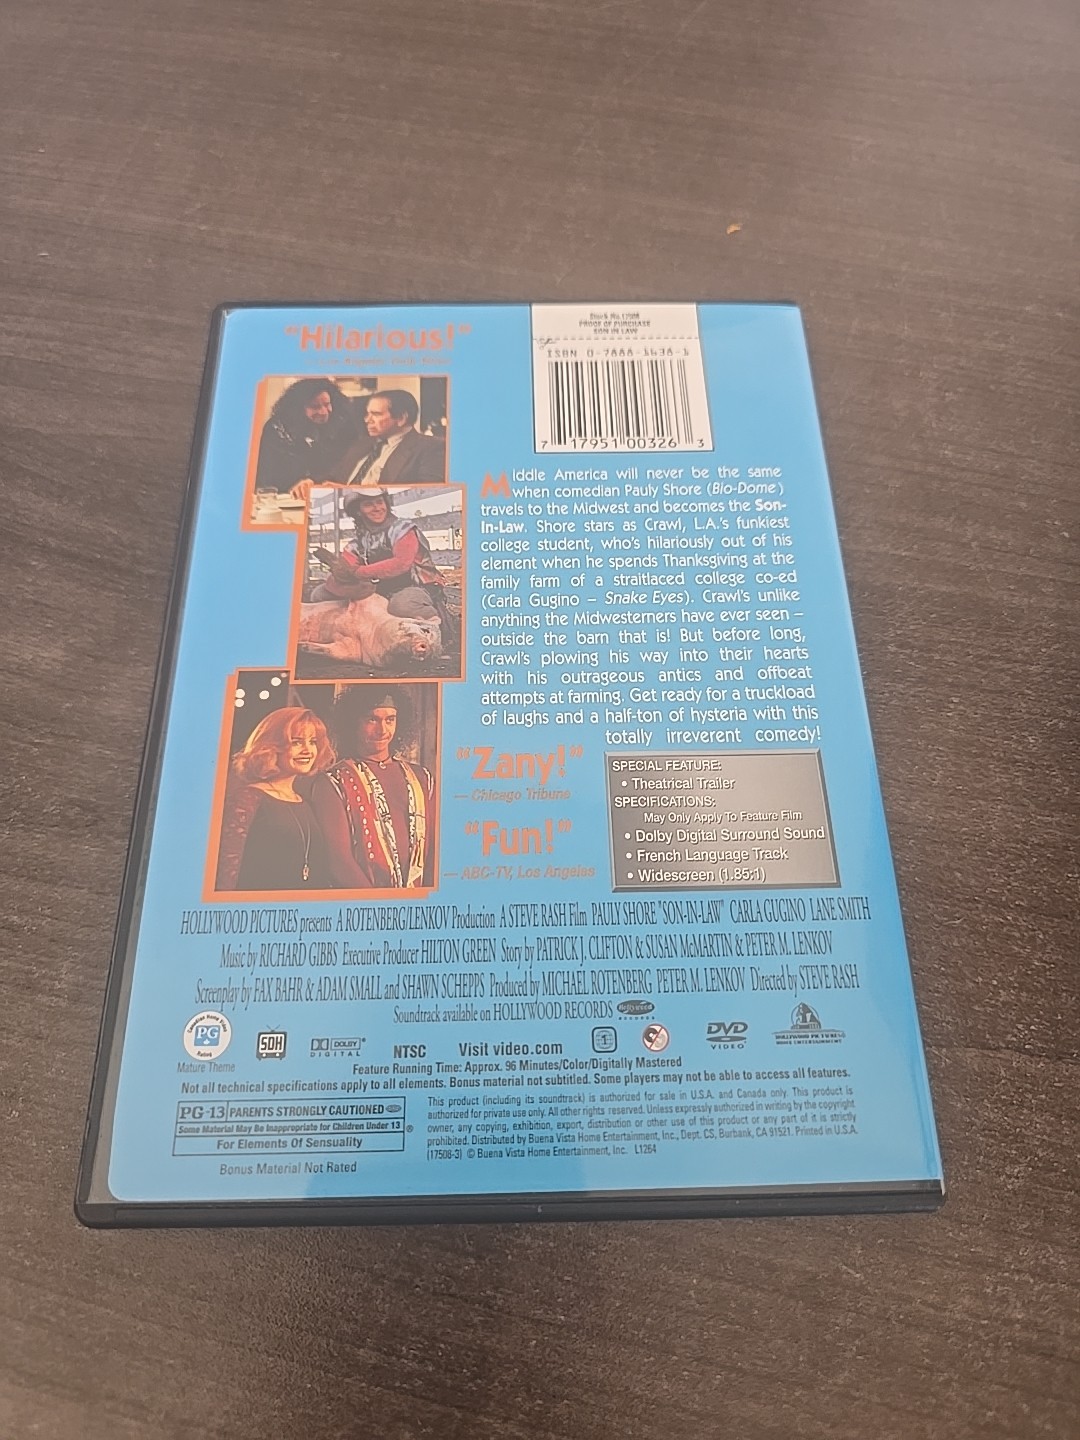 "Hilarious!"
Stock No. 17508
PROOF OF PURCHASE
SON IN LAW
ISBN 0-7888-1638-1
7 17951 00326 3
Middle America will never be the same
when comedian Pauly Shore (Bio-Dome)
travels to the Midwest and becomes the Son-
In-Law. Shore stars as Crawl, L.A.'s funkiest
college student, who's hilariously out of his
element when he spends Thanksgiving at the
family farm of a straitlaced college co-ed
(Carla Gugino – Snake Eyes). Crawl's unlike
anything the Midwesterners have ever seen –
outside the barn that is! But before long,
Crawl's plowing his way into their hearts
with his outrageous antics and offbeat
attempts at farming. Get ready for a truckload
of laughs and a half-ton of hysteria with this
totally irreverent comedy!
"Zany!"
— Chicago Tribune
"Fun!"
— ABC-TV, Los Angeles
SPECIAL FEATURE:
• Theatrical Trailer
SPECIFICATIONS:
May Only Apply To Feature Film
• Dolby Digital Surround Sound
• French Language Track
• Widescreen (1.85:1)
HOLLYWOOD PICTURES presents A ROTENBERG/LENKOV Production A STEVE RASH Film PAULY SHORE "SON-IN-LAW" CARLA GUGINO LANE SMITH
Music by RICHARD GIBBS Executive Producer HILTON GREEN Story by PATRICK J. CLIFTON & SUSAN McMARTIN & PETER M. LENKOV
Screenplay by FAX BAHR & ADAM SMALL and SHAWN SCHEPPS Produced by MICHAEL ROTENBERG PETER M. LENKOV Directed by STEVE RASH
Soundtrack available on HOLLYWOOD RECORDS Hollywood RECORDS
Canadian Home Video PG Rating
Mature Theme
SDH
DOLBY DIGITAL
NTSC
Visit video.com
1
DVD VIDEO
HOLLYWOOD PICTURES HOME ENTERTAINMENT
Feature Running Time: Approx. 96 Minutes/Color/Digitally Mastered
Not all technical specifications apply to all elements. Bonus material not subtitled. Some players may not be able to access all features.
PG-13 PARENTS STRONGLY CAUTIONED
Some Material May Be Inappropriate for Children Under 13 ®
For Elements Of Sensuality
Bonus Material Not Rated
This product (including its soundtrack) is authorized for sale in U.S.A. and Canada only. This product is
authorized for private use only. All other rights reserved. Unless expressly authorized in writing by the copyright
owner, any copying, exhibition, export, distribution or other use of this product or any part of it is strictly
prohibited. Distributed by Buena Vista Home Entertainment, Inc., Dept. CS, Burbank, CA 91521. Printed in U.S.A.
(17508-3) © Buena Vista Home Entertainment, Inc. L1264